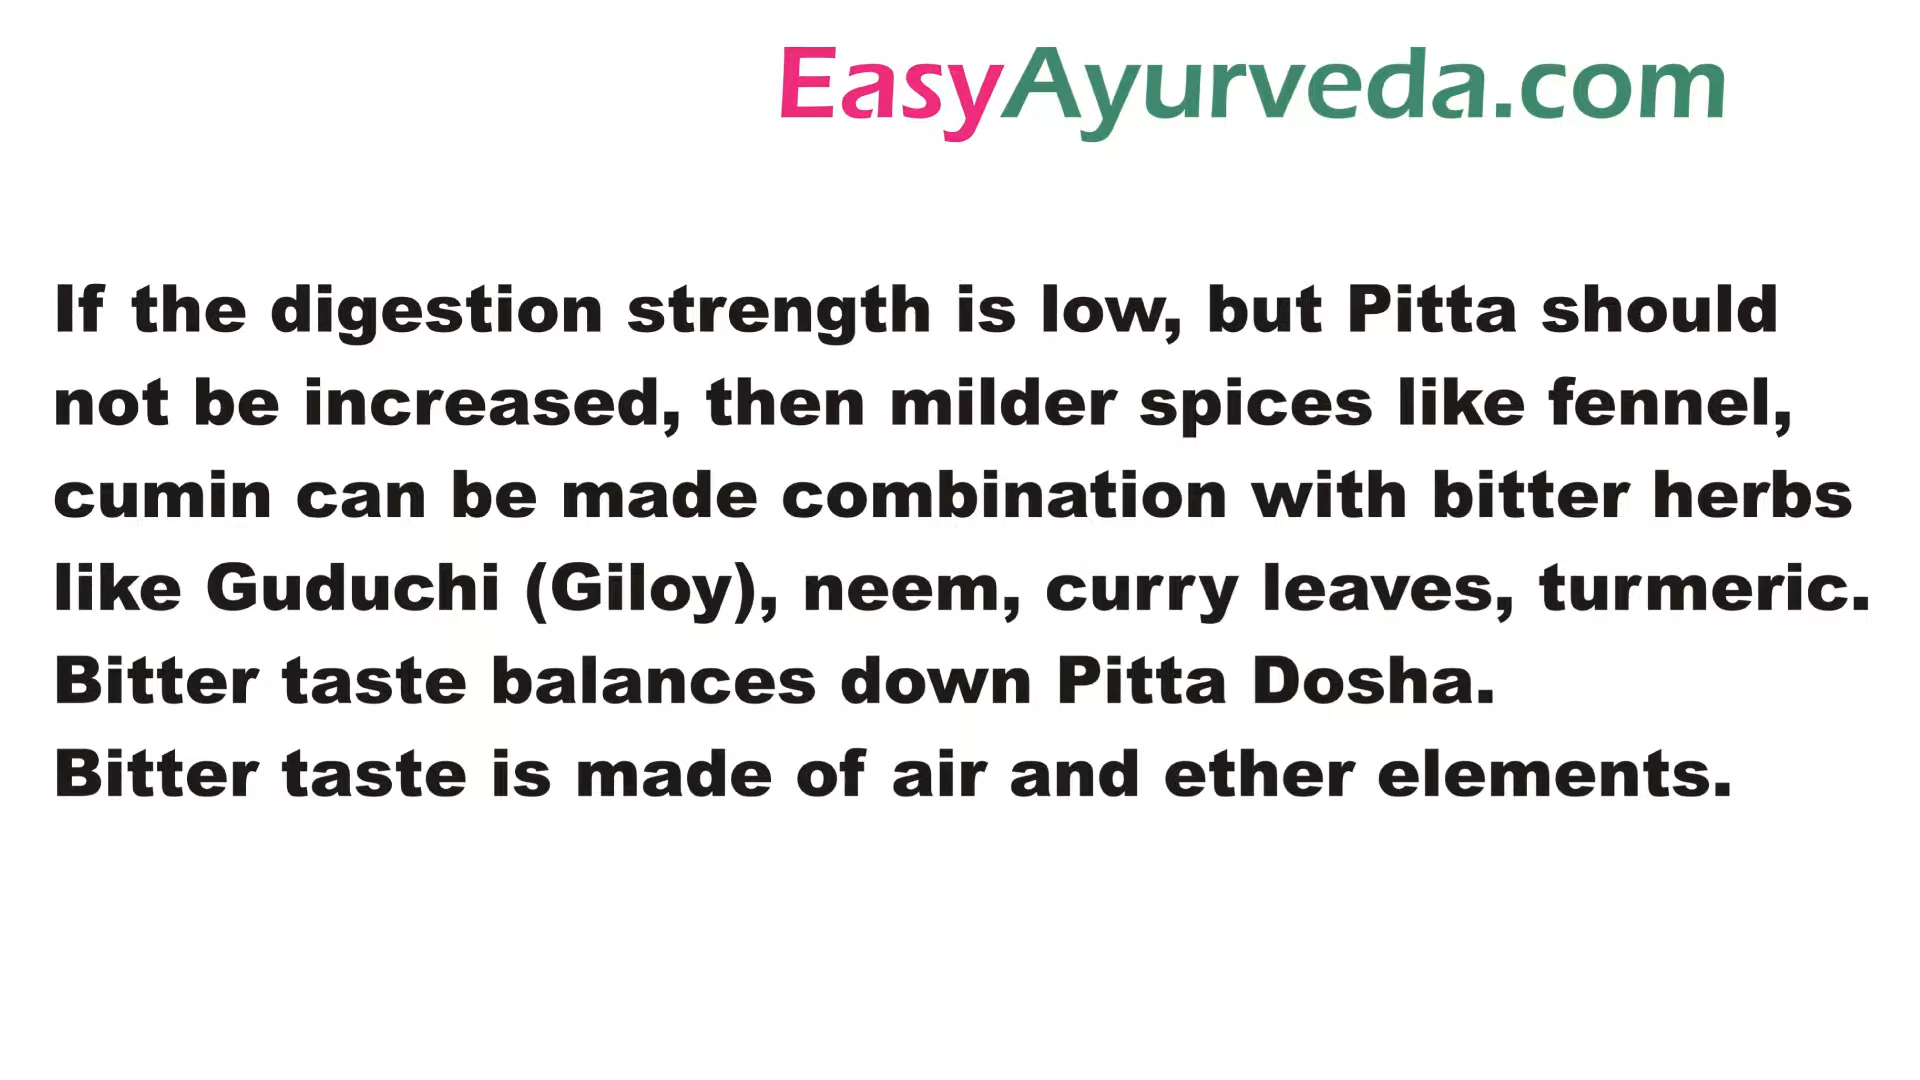 EasyAyurveda.com
If the digestion strength is low, but Pitta should
not be increased, then milder spices like fennel,
cumin can be made combination with bitter herbs
like Guduchi (Giloy), neem, curry leaves, turmeric.
Bitter taste balances down Pitta Dosha.
Bitter taste is made of air and ether elements.